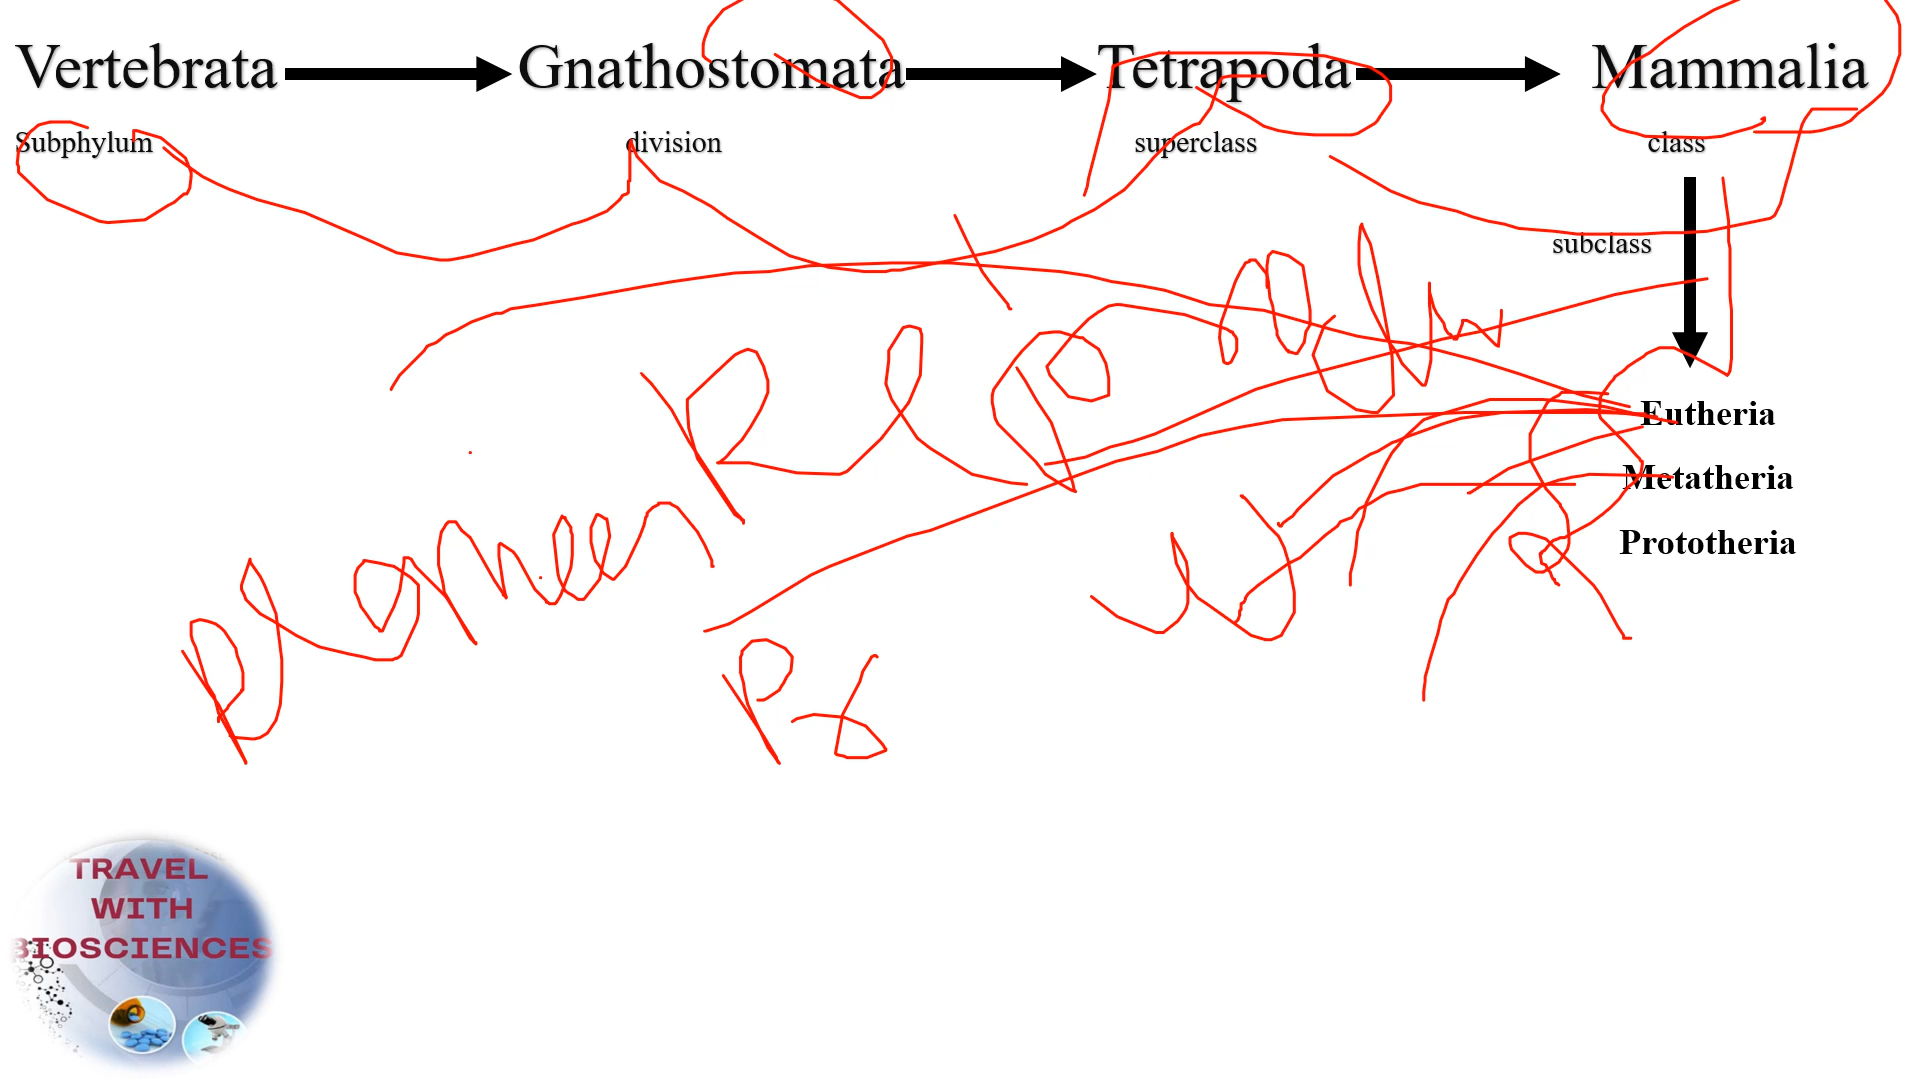 Vertebrata Gnathostomata Tetrapoda Mammalia
Subphylum division superclass class
subclass
Eutheria
Metatheria
Prototheria
TRAVEL
WITH
BIOSCIENCES